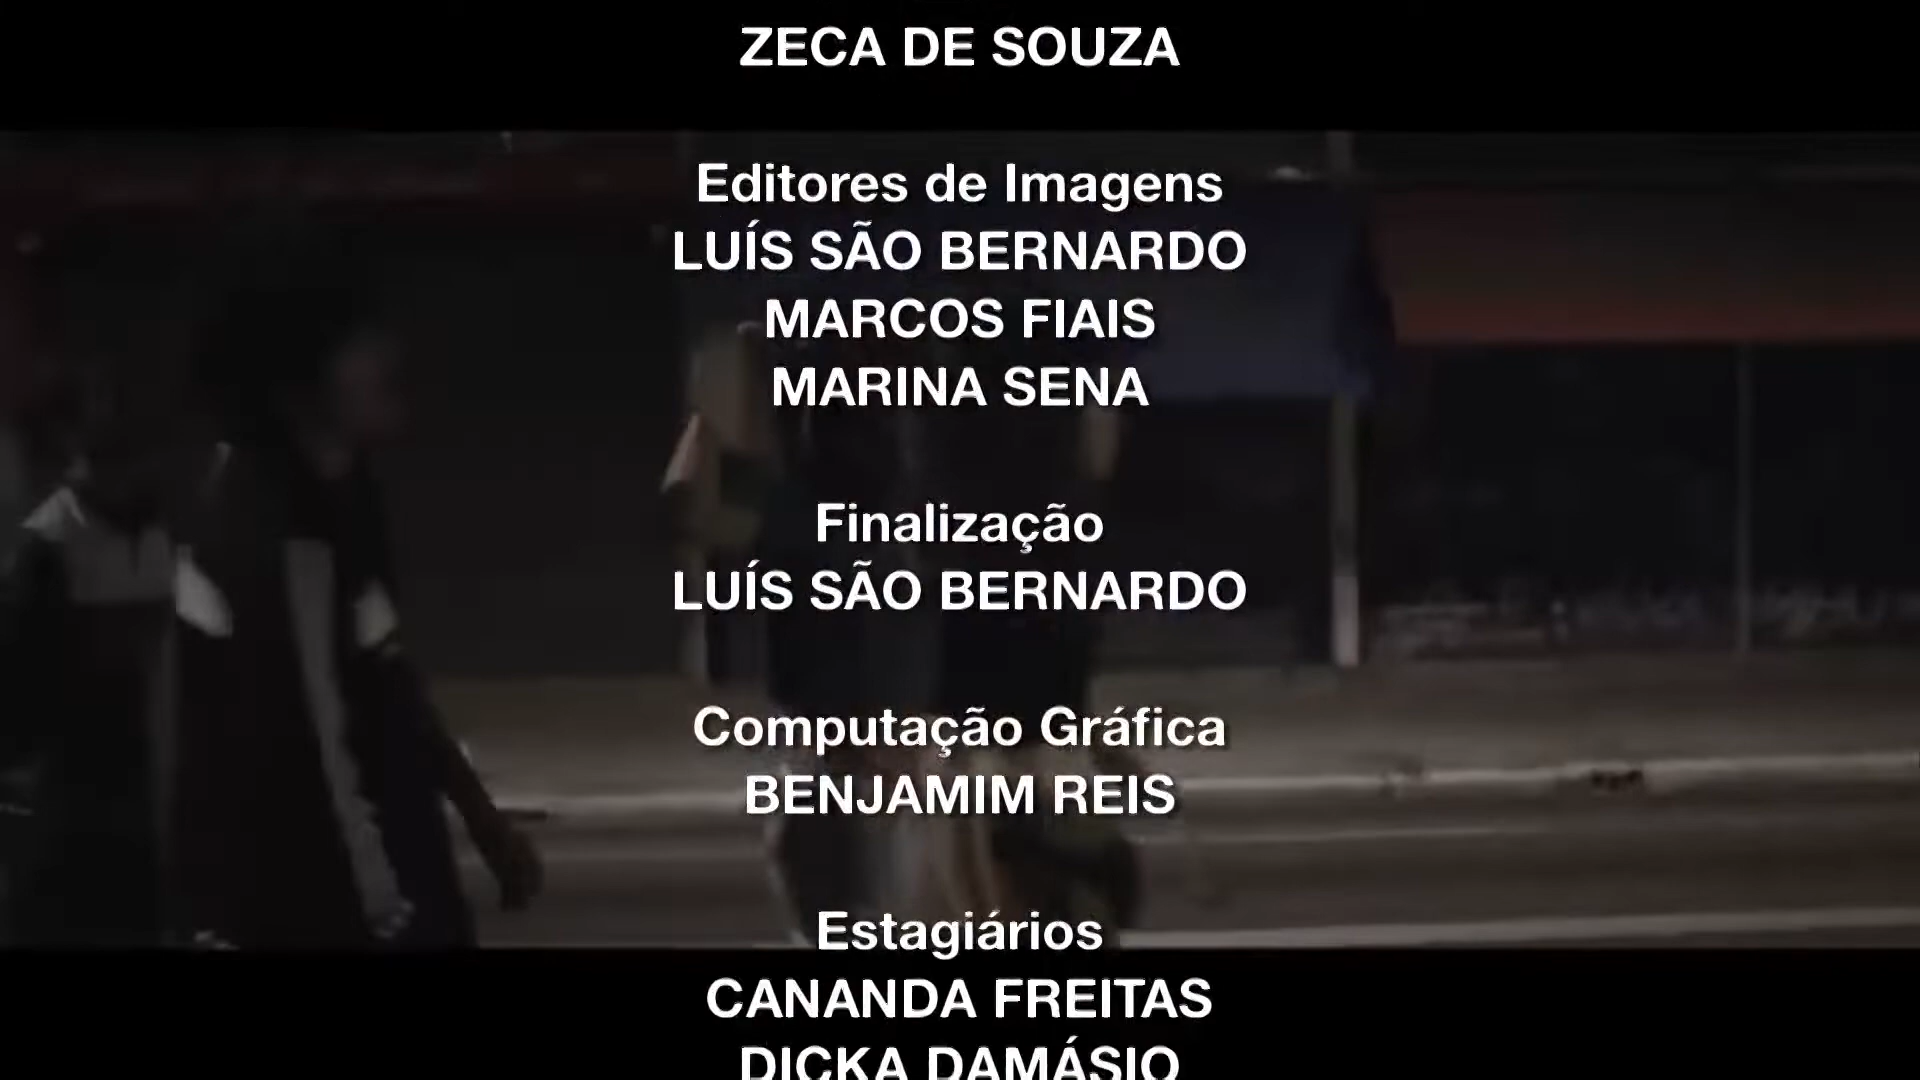 ZECA DE SOUZA
Editores de Imagens
LUÍS SÃO BERNARDO
MARCOS FIAIS
MARINA SENA
Finalização
LUÍS SÃO BERNARDO
Computação Gráfica
BENJAMIM REIS
Estagiários
CANANDA FREITAS
DICKA DAMÁSIO